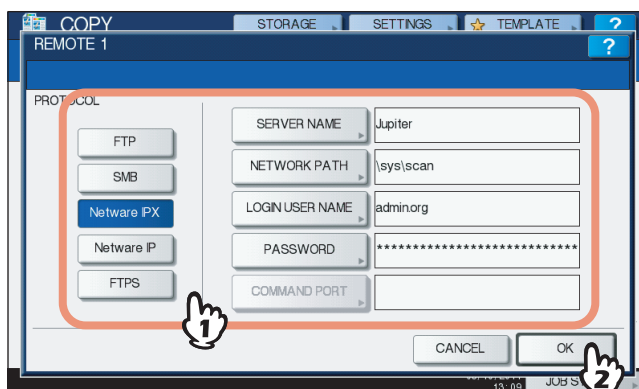 COPY STORAGE SETTINGS TEMPLATE ?
REMOTE 1 ?
PROTOCOL
FTP
SMB
Netware IPX
Netware IP
FTPS
SERVER NAME Jupiter
NETWORK PATH \sys\scan
LOGIN USER NAME admin.org
PASSWORD ****************************
COMMAND PORT
1
CANCEL OK
2
13:09 JOB S